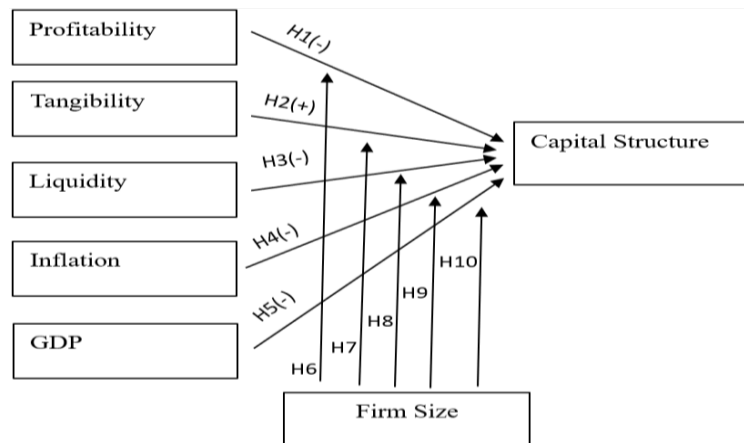 Profitability
H1(-)
Tangibility
H2(+)
Capital Structure
H3(-)
Liquidity
H4(-)
Inflation
H10
H9
H5(-)
H8
GDP
H7
H6
Firm Size